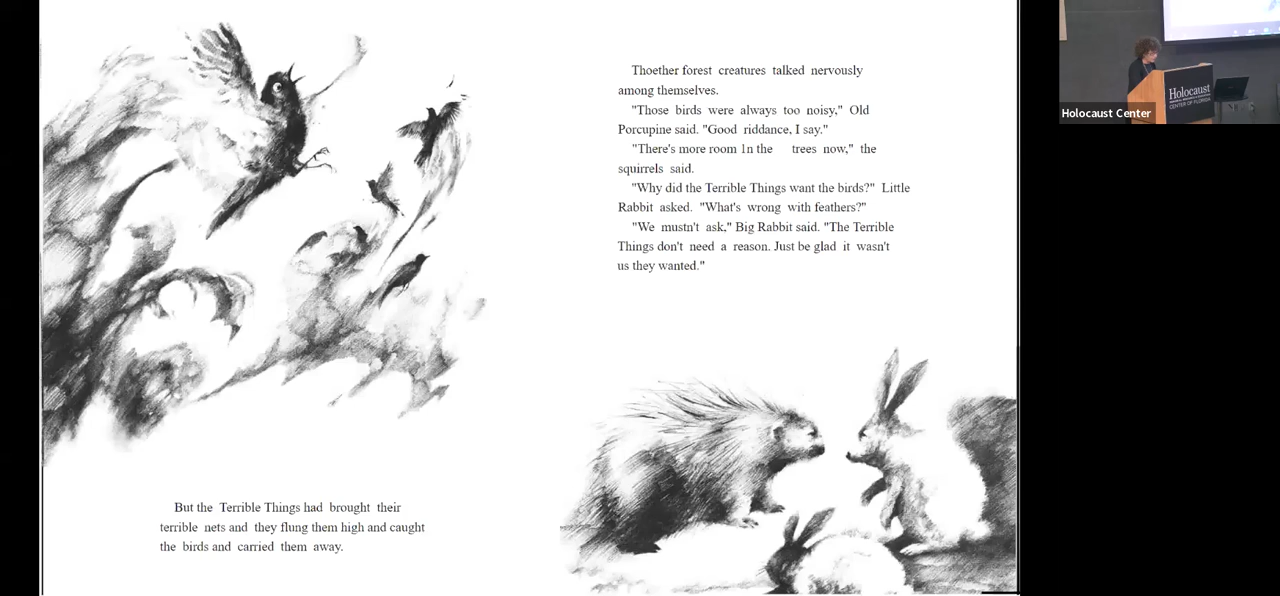 But the Terrible Things had brought their
terrible nets and they flung them high and caught
the birds and carried them away.
Thoether forest creatures talked nervously
among themselves.
"Those birds were always too noisy," Old
Porcupine said. "Good riddance, I say."
"There's more room 1n the trees now," the
squirrels said.
"Why did the Terrible Things want the birds?" Little
Rabbit asked. "What's wrong with feathers?"
"We mustn't ask," Big Rabbit said. "The Terrible
Things don't need a reason. Just be glad it wasn't
us they wanted."
Holocaust
CENTER OF FLORIDA
Holocaust Center